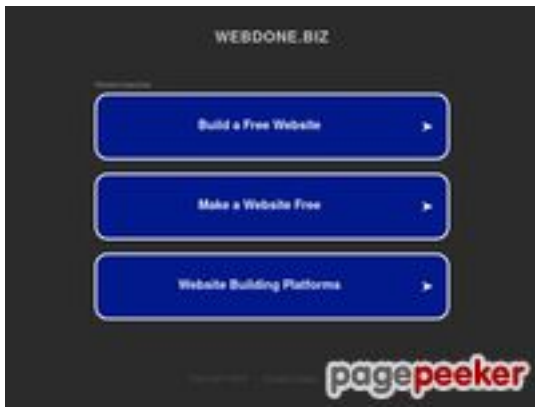 WEBDONE.BIZ
Build a Free Website
Make a Website Free
Website Building Platforms
pagepeeker